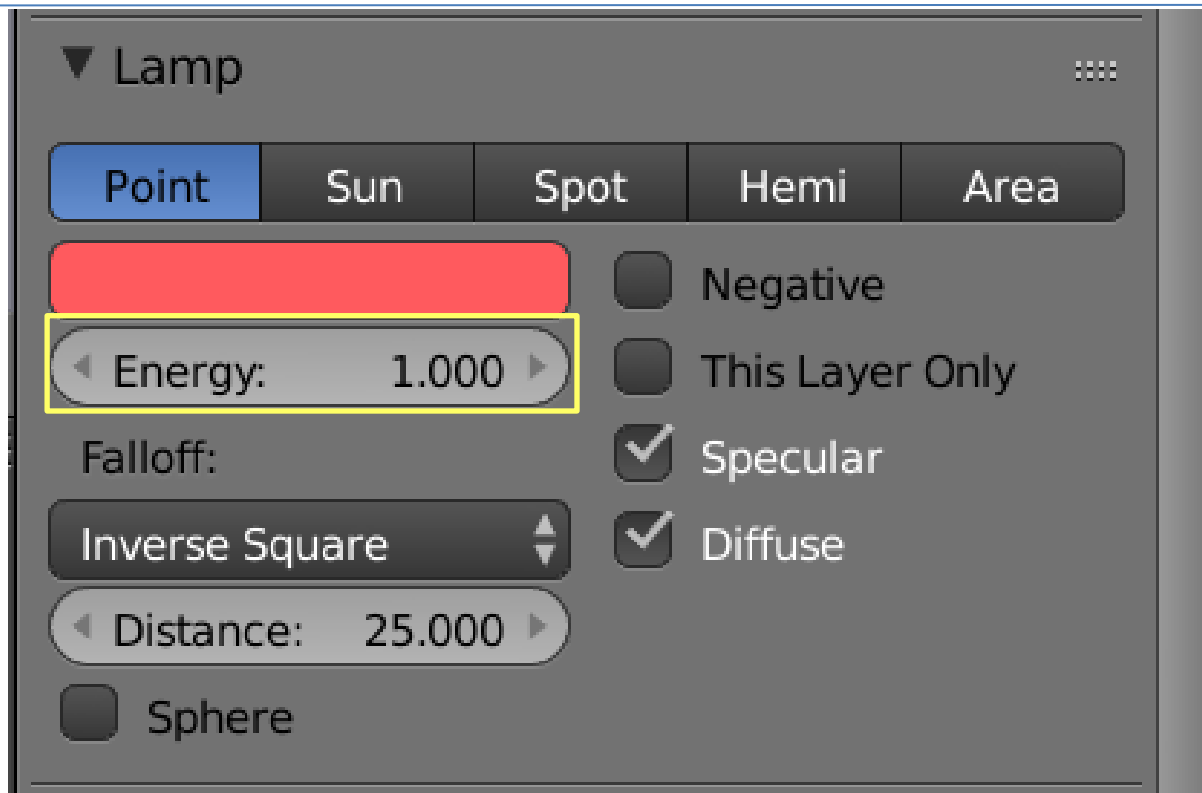 Lamp
Point Sun Spot Hemi Area
Negative
Energy: 1.000 This Layer Only
Falloff: Specular
Inverse Square Diffuse
Distance: 25.000
Sphere